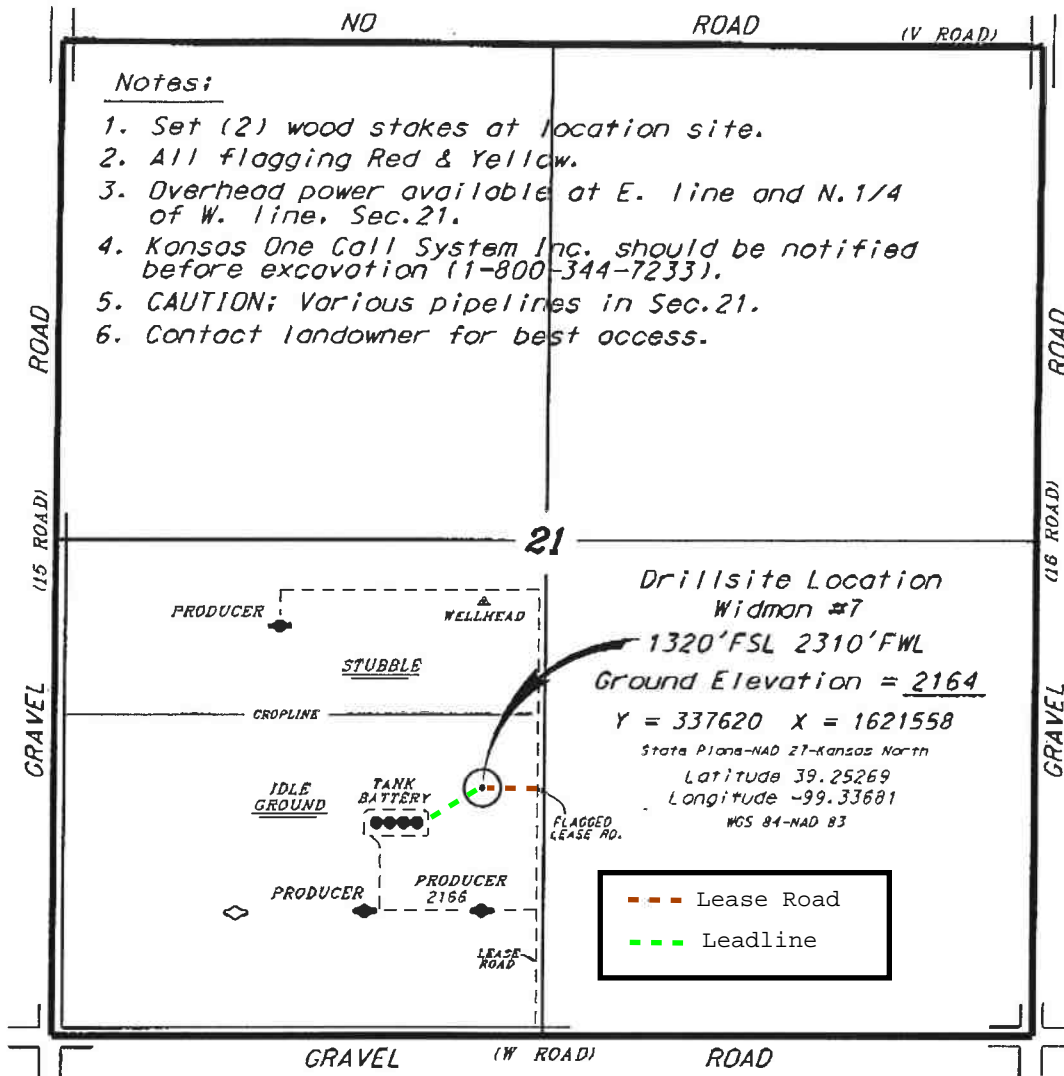 NO ROAD (V ROAD)
Notes:
1. Set (2) wood stakes at location site.
2. All flagging Red & Yellow.
3. Overhead power available at E. line and N.1/4
of W. line, Sec.21.
4. Kansas One Call System Inc. should be notified
before excavation (1-800-344-7233).
5. CAUTION: Various pipelines in Sec.21.
6. Contact landowner for best access.
ROAD
(15 ROAD)
GRAVEL
ROAD
(16 ROAD)
GRAVEL
21
PRODUCER
WELLHEAD
STUBBLE
CROPLINE
Drillsite Location
Widman #7
1320'FSL 2310'FWL
Ground Elevation = 2164
Y = 337620 X = 1621558
State Plane-NAD 27-Kansas North
Latitude 39.25269
Longitude -99.33681
WGS 84-NAD 83
IDLE
GROUND
TANK
BATTERY
FLAGGED
LEASE RD.
PRODUCER
PRODUCER
2166
LEASE
ROAD
Lease Road
Leadline
GRAVEL (W ROAD) ROAD